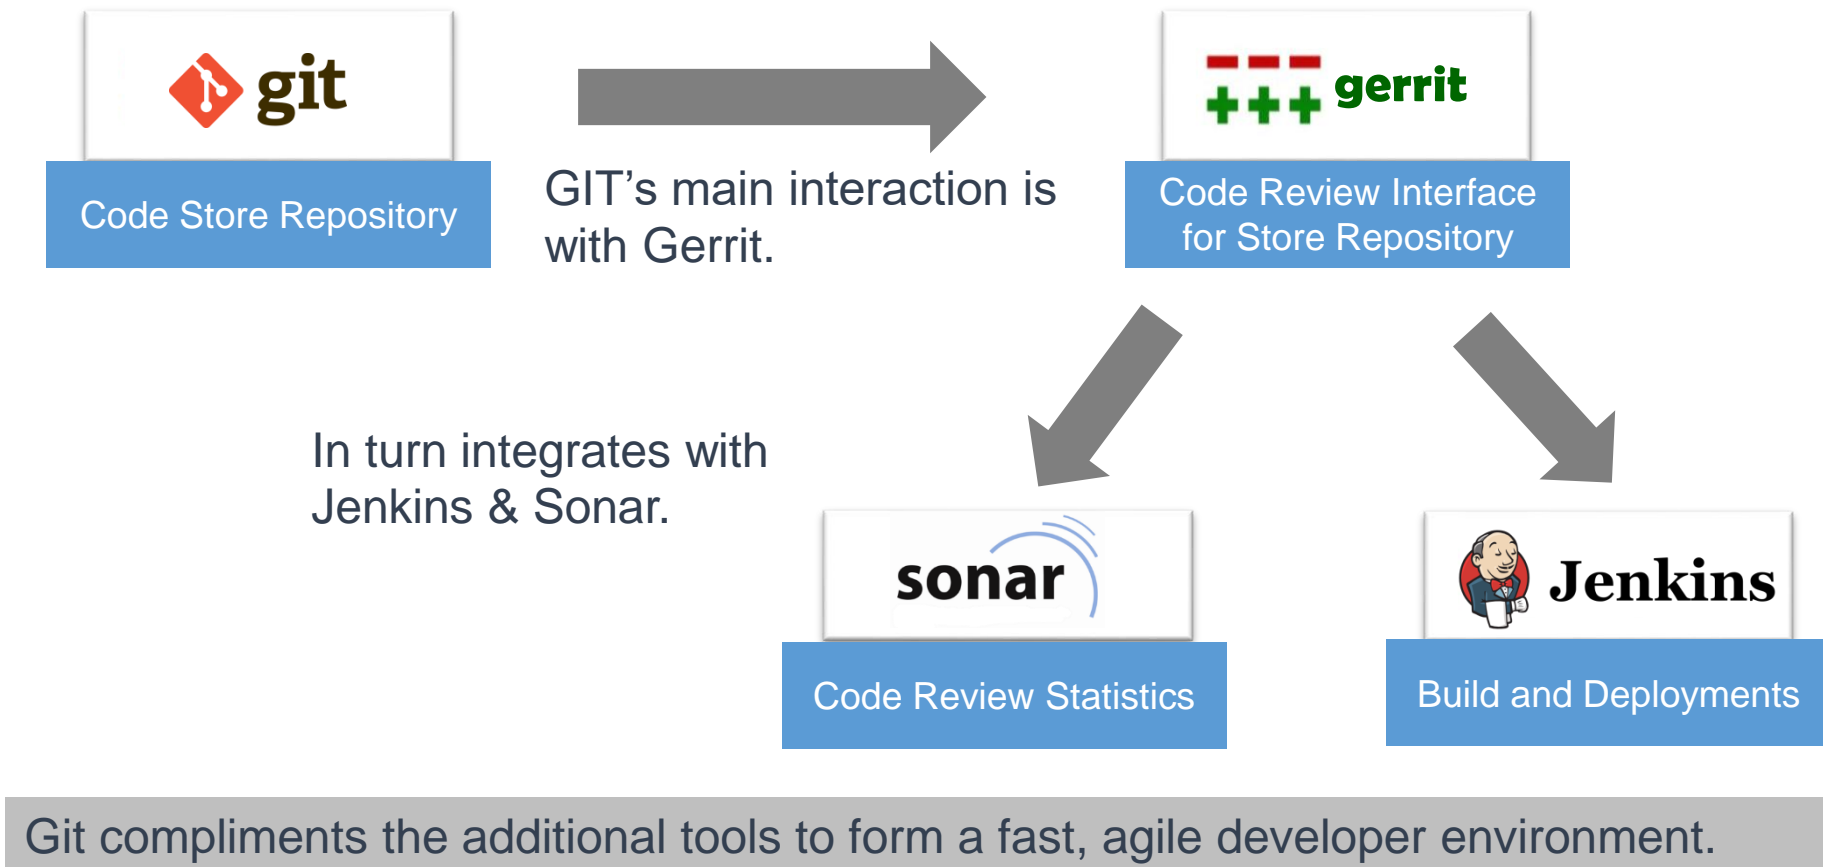 git
gerrit
Code Store Repository
GIT’s main interaction is
with Gerrit.
Code Review Interface
for Store Repository
In turn integrates with
Jenkins & Sonar.
sonar
Jenkins
Code Review Statistics
Build and Deployments
Git compliments the additional tools to form a fast, agile developer environment.